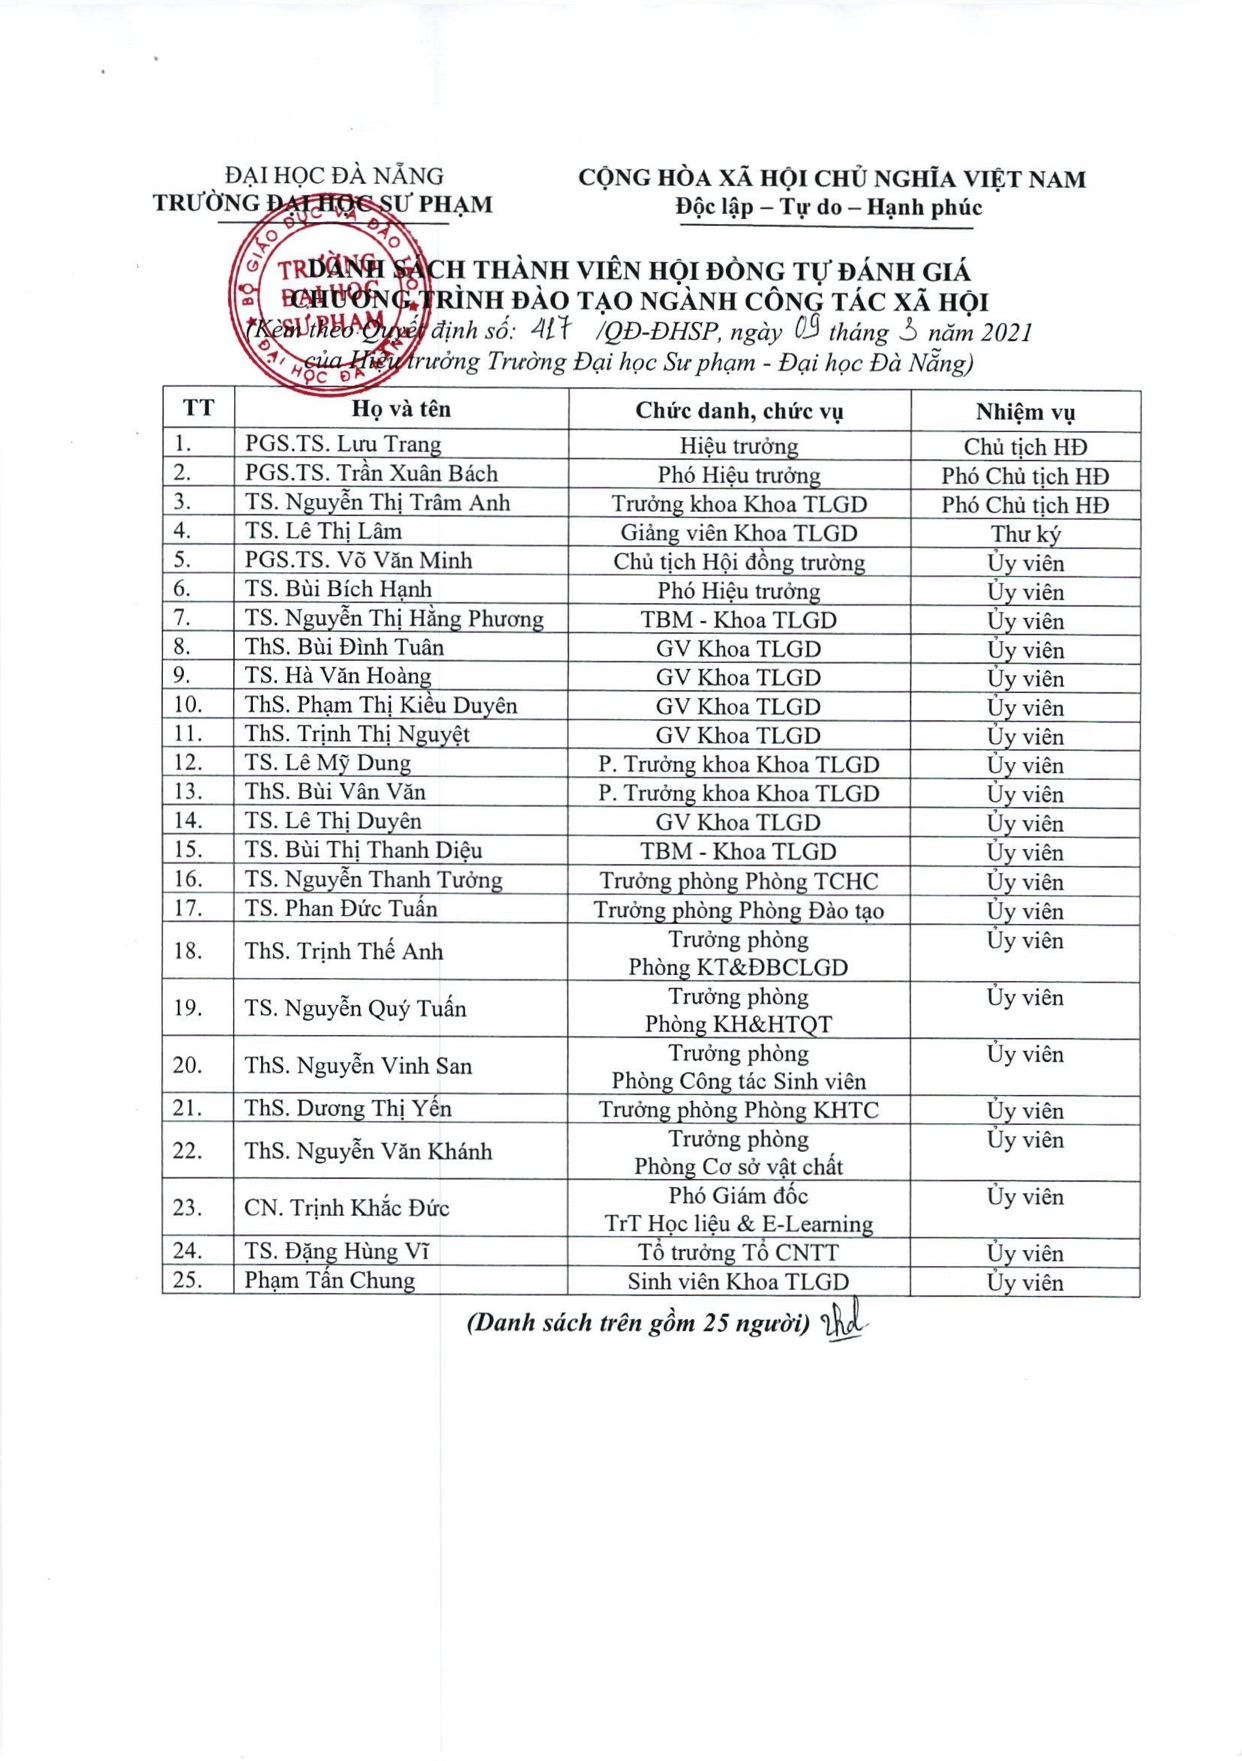 ĐẠI HỌC ĐÀ NẴNG
TRƯỜNG ĐẠI HỌC SƯ PHẠM
CỘNG HÒA XÃ HỘI CHỦ NGHĨA VIỆT NAM
Độc lập – Tự do – Hạnh phúc
BỘ GIÁO DỤC VÀ ĐÀO TẠO
TRƯỜNG
ĐẠI HỌC
SƯ PHẠM
ĐẠI HỌC ĐÀ NẴNG
DANH SÁCH THÀNH VIÊN HỘI ĐỒNG TỰ ĐÁNH GIÁ
CHƯƠNG TRÌNH ĐÀO TẠO NGÀNH CÔNG TÁC XÃ HỘI
(Kèm theo Quyết định số: 417 /QĐ-ĐHSP, ngày 09 tháng 3 năm 2021
của Hiệu trưởng Trường Đại học Sư phạm - Đại học Đà Nẵng)
TT Họ và tên Chức danh, chức vụ Nhiệm vụ
1. PGS.TS. Lưu Trang Hiệu trưởng Chủ tịch HĐ
2. PGS.TS. Trần Xuân Bách Phó Hiệu trưởng Phó Chủ tịch HĐ
3. TS. Nguyễn Thị Trâm Anh Trưởng khoa Khoa TLGD Phó Chủ tịch HĐ
4. TS. Lê Thị Lâm Giảng viên Khoa TLGD Thư ký
5. PGS.TS. Võ Văn Minh Chủ tịch Hội đồng trường Ủy viên
6. TS. Bùi Bích Hạnh Phó Hiệu trưởng Ủy viên
7. TS. Nguyễn Thị Hằng Phương TBM - Khoa TLGD Ủy viên
8. ThS. Bùi Đình Tuân GV Khoa TLGD Ủy viên
9. TS. Hà Văn Hoàng GV Khoa TLGD Ủy viên
10. ThS. Phạm Thị Kiều Duyên GV Khoa TLGD Ủy viên
11. ThS. Trịnh Thị Nguyệt GV Khoa TLGD Ủy viên
12. TS. Lê Mỹ Dung P. Trưởng khoa Khoa TLGD Ủy viên
13. ThS. Bùi Vân Văn P. Trưởng khoa Khoa TLGD Ủy viên
14. TS. Lê Thị Duyên GV Khoa TLGD Ủy viên
15. TS. Bùi Thị Thanh Diệu TBM - Khoa TLGD Ủy viên
16. TS. Nguyễn Thanh Tưởng Trưởng phòng Phòng TCHC Ủy viên
17. TS. Phan Đức Tuấn Trưởng phòng Phòng Đào tạo Ủy viên
18. ThS. Trịnh Thế Anh Trưởng phòng Ủy viên
Phòng KT&ĐBCLGD
19. TS. Nguyễn Quý Tuấn Trưởng phòng Ủy viên
Phòng KH&HTQT
20. ThS. Nguyễn Vinh San Trưởng phòng Ủy viên
Phòng Công tác Sinh viên
21. ThS. Dương Thị Yến Trưởng phòng Phòng KHTC Ủy viên
22. ThS. Nguyễn Văn Khánh Trưởng phòng Ủy viên
Phòng Cơ sở vật chất
23. CN. Trịnh Khắc Đức Phó Giám đốc Ủy viên
TrT Học liệu & E-Learning
24. TS. Đặng Hùng Vĩ Tổ trưởng Tổ CNTT Ủy viên
25. Phạm Tấn Chung Sinh viên Khoa TLGD Ủy viên
(Danh sách trên gồm 25 người)